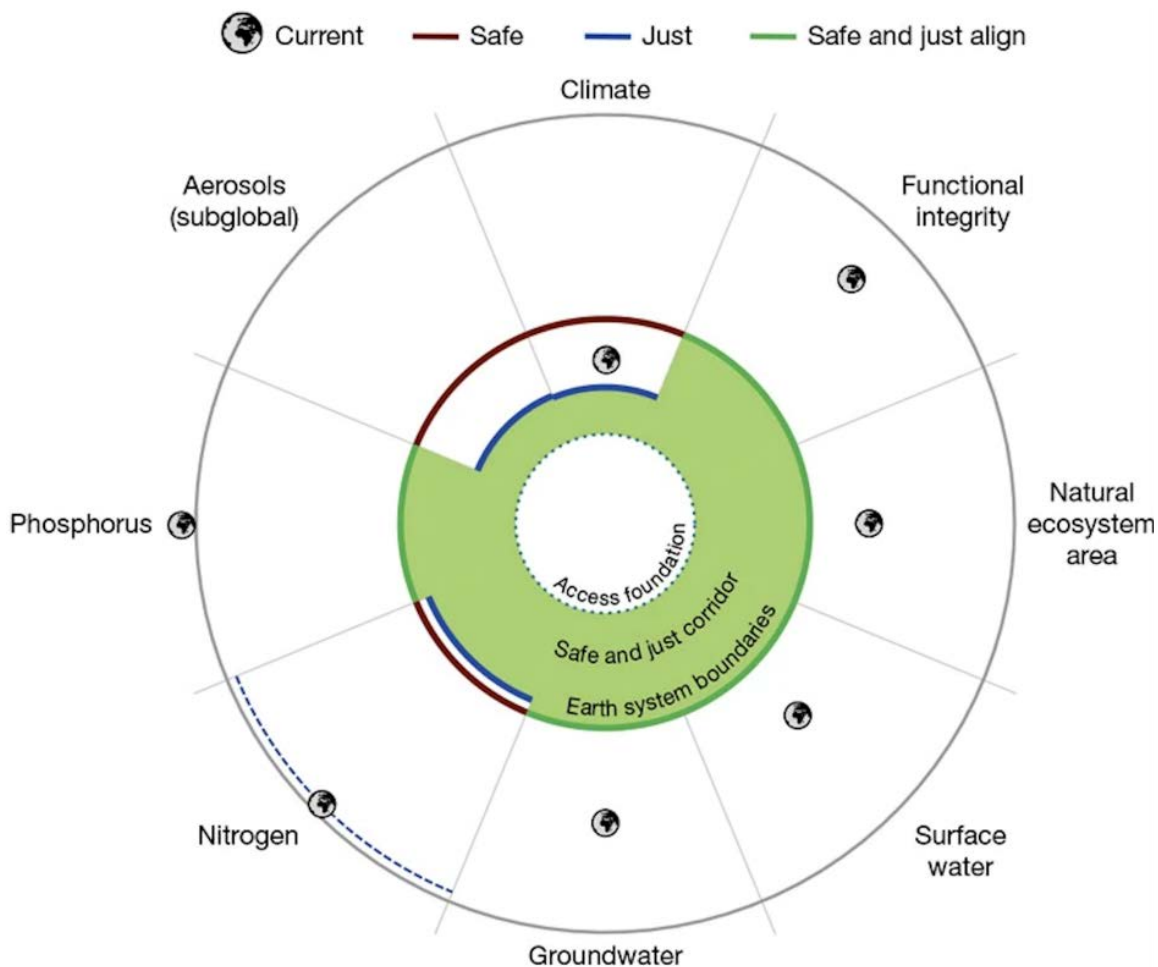 Current
Safe
Just
Safe and just align
Climate
Aerosols
(subglobal)
Functional
integrity
Phosphorus
Natural
ecosystem
area
Access foundation
Safe and just corridor
Earth system boundaries
Nitrogen
Surface
water
Groundwater